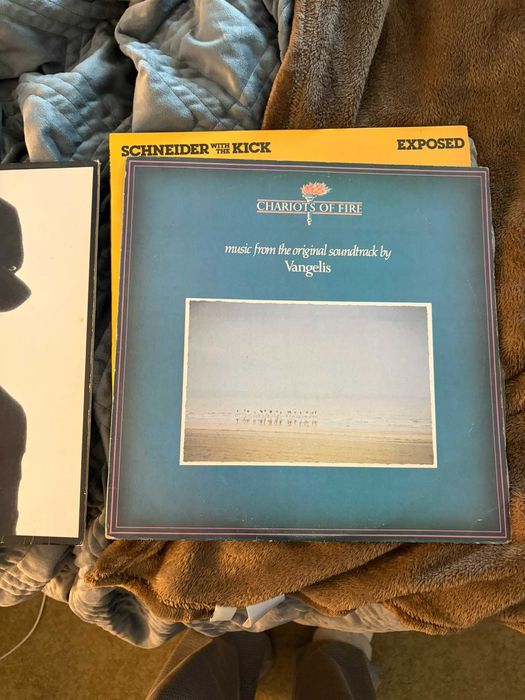 SCHNEIDER WITH THE KICK EXPOSED
CHARIOTS OF FIRE
music from the original soundtrack by
Vangelis